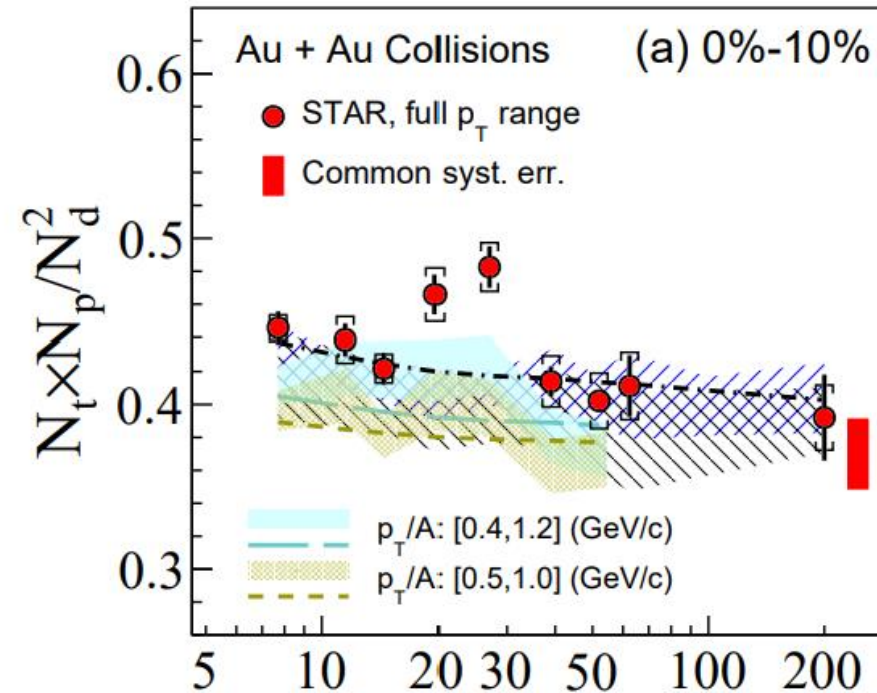 Au + Au Collisions (a) 0%-10%
STAR, full p_T range
Common syst. err.
N_t×N_p/N_d^2
0.6
0.5
0.4
0.3
p_T/A: [0.4,1.2] (GeV/c)
p_T/A: [0.5,1.0] (GeV/c)
5 10 20 30 50 100 200